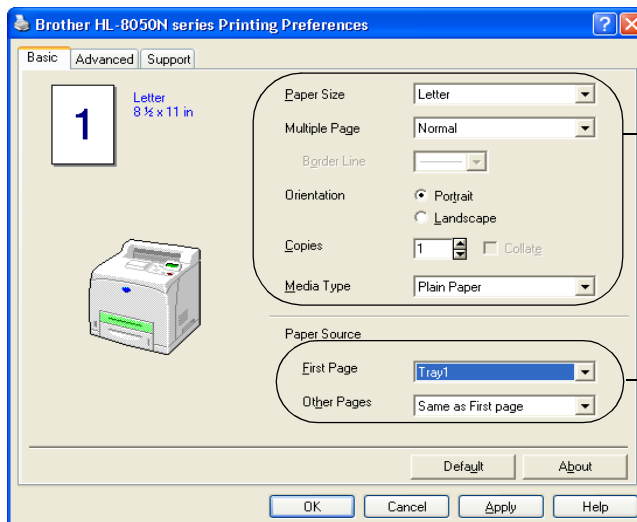 Brother HL-8050N series Printing Preferences
Basic Advanced Support
1
Letter
8 ½ x 11 in
Paper Size Letter
Multiple Page Normal
Border Line
Orientation Portrait
Landscape
Copies 1 Collate
Media Type Plain Paper
Paper Source
First Page Tray1
Other Pages Same as First page
Default About
OK Cancel Apply Help